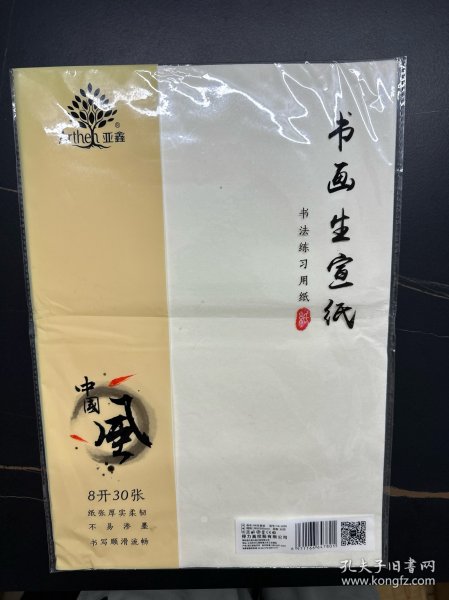 Arthen 亚鑫®
书画生宣纸
书法练习用纸
中國
風
8开30张
纸张厚实柔韧
不易渗墨
书写顺滑流畅
孔夫子旧书网
www.kongfz.com